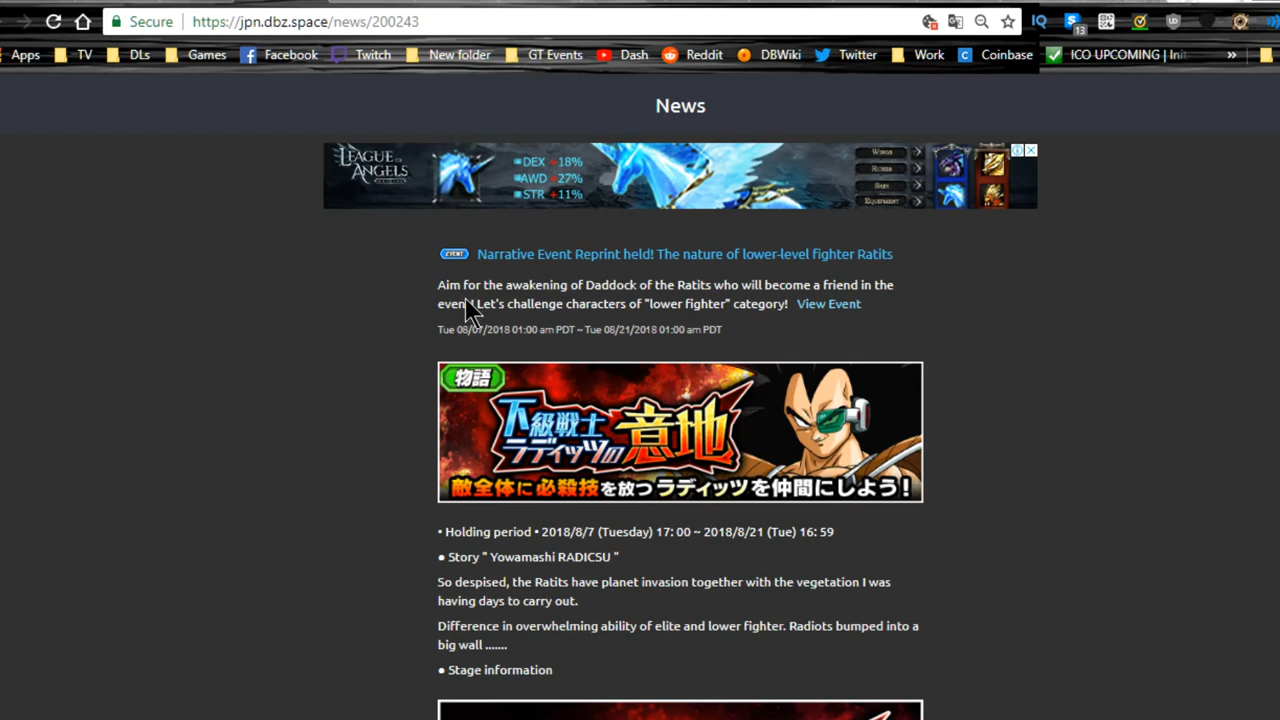 Secure https://jpn.dbz.space/news/200243
IQ
13
Apps TV DLs Games Facebook Twitch New folder GT Events Dash Reddit DBWiki Twitter Work Coinbase ICO UPCOMING | Init »
News
LEAGUE OF
ANGELS
DEX +18%
AWD +27%
STR +11%
Wings
Equipment
EVENT Narrative Event Reprint held! The nature of lower-level fighter Ratits
Aim for the awakening of Daddock of the Ratits who will become a friend in the
event! Let's challenge characters of "lower fighter" category! View Event
Tue 08/07/2018 01:00 am PDT ~ Tue 08/21/2018 01:00 am PDT
物語
下級戦士
ラディッツの意地
敵全体に必殺技を放つラディッツを仲間にしよう!
• Holding period • 2018/8/7 (Tuesday) 17: 00 ~ 2018/8/21 (Tue) 16: 59
● Story " Yowamashi RADICSU "
So despised, the Ratits have planet invasion together with the vegetation I was
having days to carry out.
Difference in overwhelming ability of elite and lower fighter. Radiots bumped into a
big wall .......
● Stage information